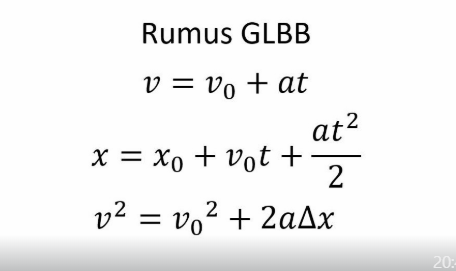 Rumus GLBB
v = v₀ + at
x = x₀ + v₀t + at²/2
v² = v₀² + 2aΔx